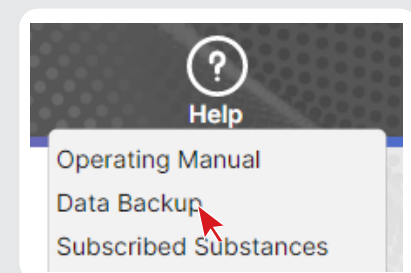 ?
Help
Operating Manual
Data Backup
Subscribed Substances